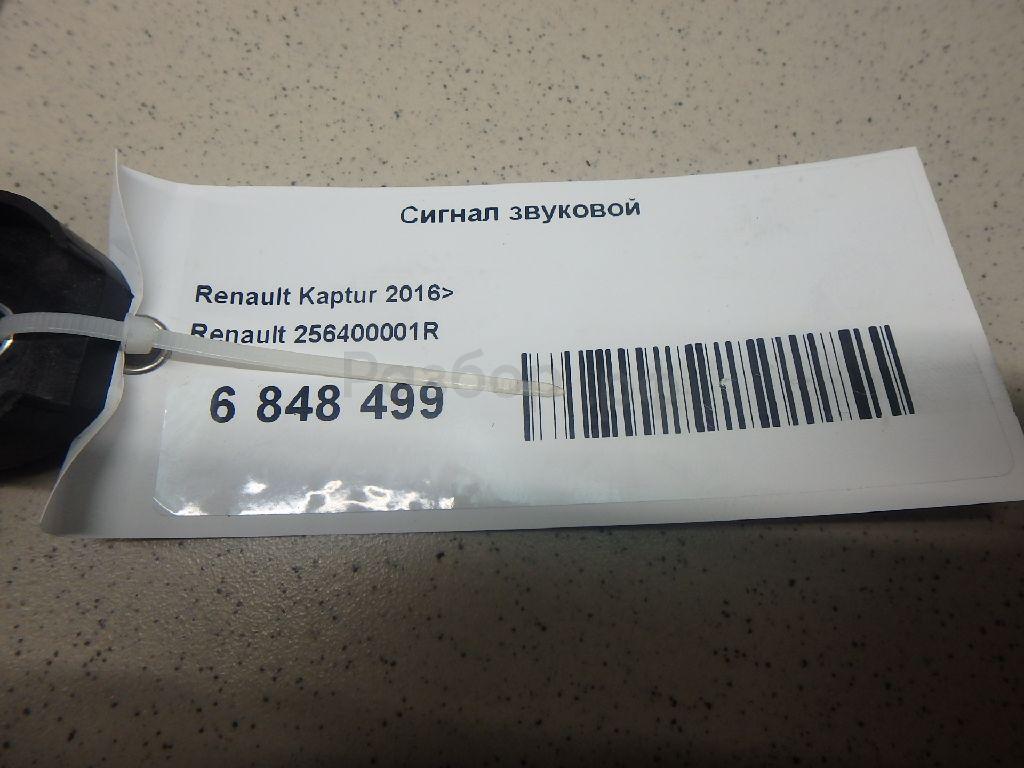 Сигнал звуковой
Renault Kaptur 2016>
Renault 256400001R
6 848 499